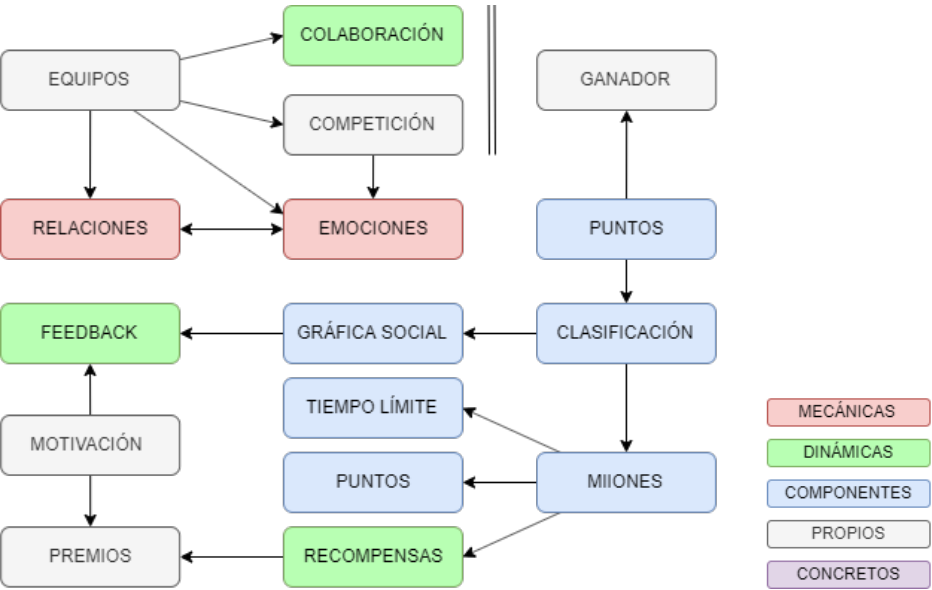 COLABORACIÓN
EQUIPOS
GANADOR
COMPETICIÓN
RELACIONES
EMOCIONES
PUNTOS
FEEDBACK
GRÁFICA SOCIAL
CLASIFICACIÓN
TIEMPO LÍMITE
MOTIVACIÓN
PUNTOS
MIIONES
PREMIOS
RECOMPENSAS
MECÁNICAS
DINÁMICAS
COMPONENTES
PROPIOS
CONCRETOS